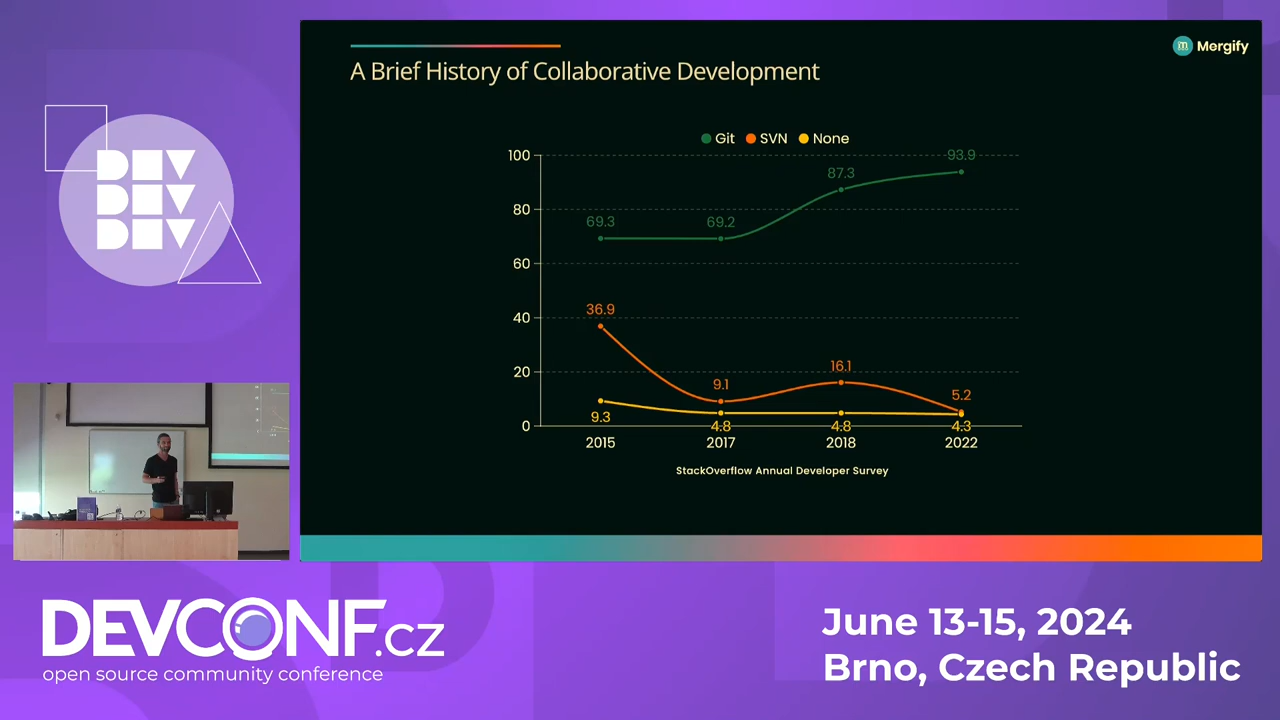 DEV
DEV
DEV
A Brief History of Collaborative Development
Mergify
Git SVN None
100
80
60
40
20
0
69.3
69.2
87.3
93.9
36.9
9.1
16.1
5.2
9.3
4.8
4.8
4.3
2015 2017 2018 2022
StackOverflow Annual Developer Survey
DEVCONF.cz
open source community conference
June 13-15, 2024
Brno, Czech Republic